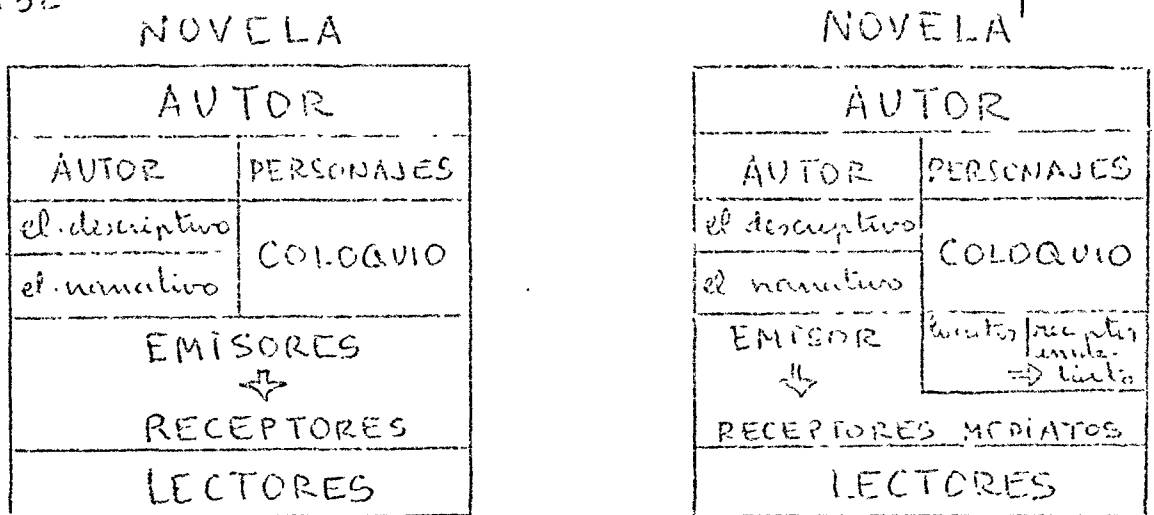 NOVELA
AUTOR
AUTOR PERSONAJES
el descriptivo
COLOQUIO
el narrativo
EMISORES
RECEPTORES
LECTORES
NOVELA
AUTOR
AUTOR PERSONAJES
el descriptivo
COLOQUIO
el narrativo
EMISOR
RECEPTORES MEDIATOS
LECTORES